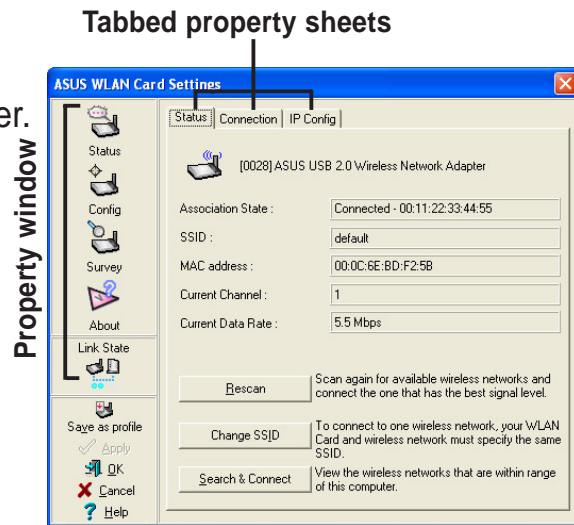 Tabbed property sheets
er.
Property window
ASUS WLAN Card Settings
Status
Config
Survey
About
Link State
Save as profile
Apply
OK
Cancel
Help
Status Connection IP Config
[0028] ASUS USB 2.0 Wireless Network Adapter
Association State : Connected - 00:11:22:33:44:55
SSID : default
MAC address : 00:0C:6E:BD:F2:5B
Current Channel : 1
Current Data Rate : 5.5 Mbps
Rescan
Scan again for available wireless networks and
connect the one that has the best signal level.
Change SSID
To connect to one wireless network, your WLAN
Card and wireless network must specify the same
SSID.
Search & Connect
View the wireless networks that are within range
of this computer.